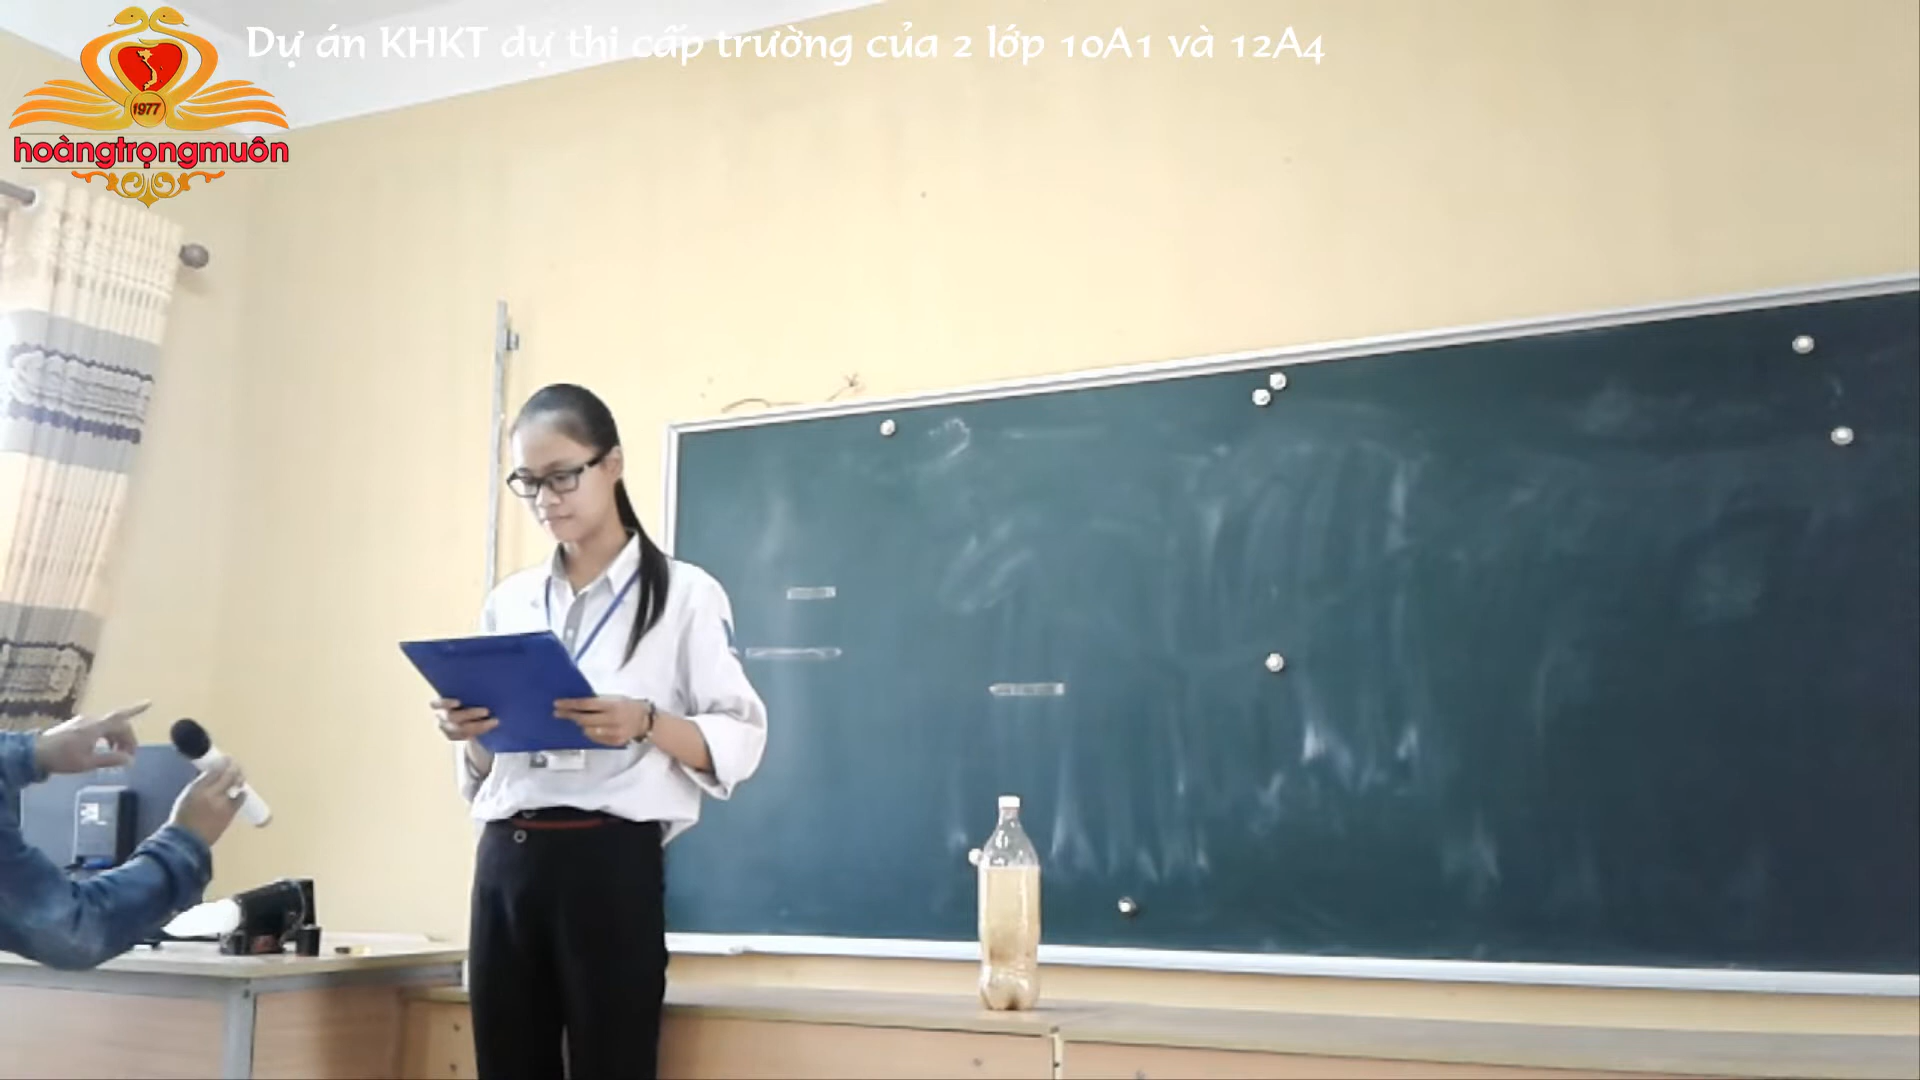 Dự án KHKT dự thi cấp trường của 2 lớp 10A1 và 12A4
1977
hoàngtrọngmuôn